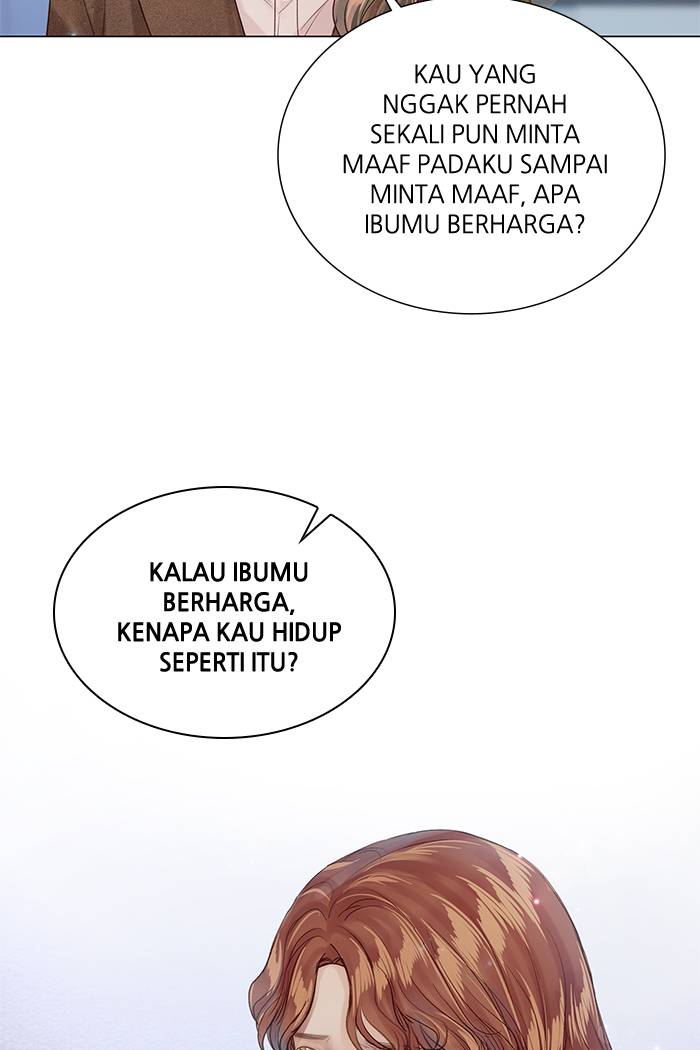 KAU YANG
NGGAK PERNAH
SEKALI PUN MINTA
MAAF PADAKU SAMPAI
MINTA MAAF, APA
IBUMU BERHARGA?
KALAU IBUMU
BERHARGA,
KENAPA KAU HIDUP
SEPERTI ITU?